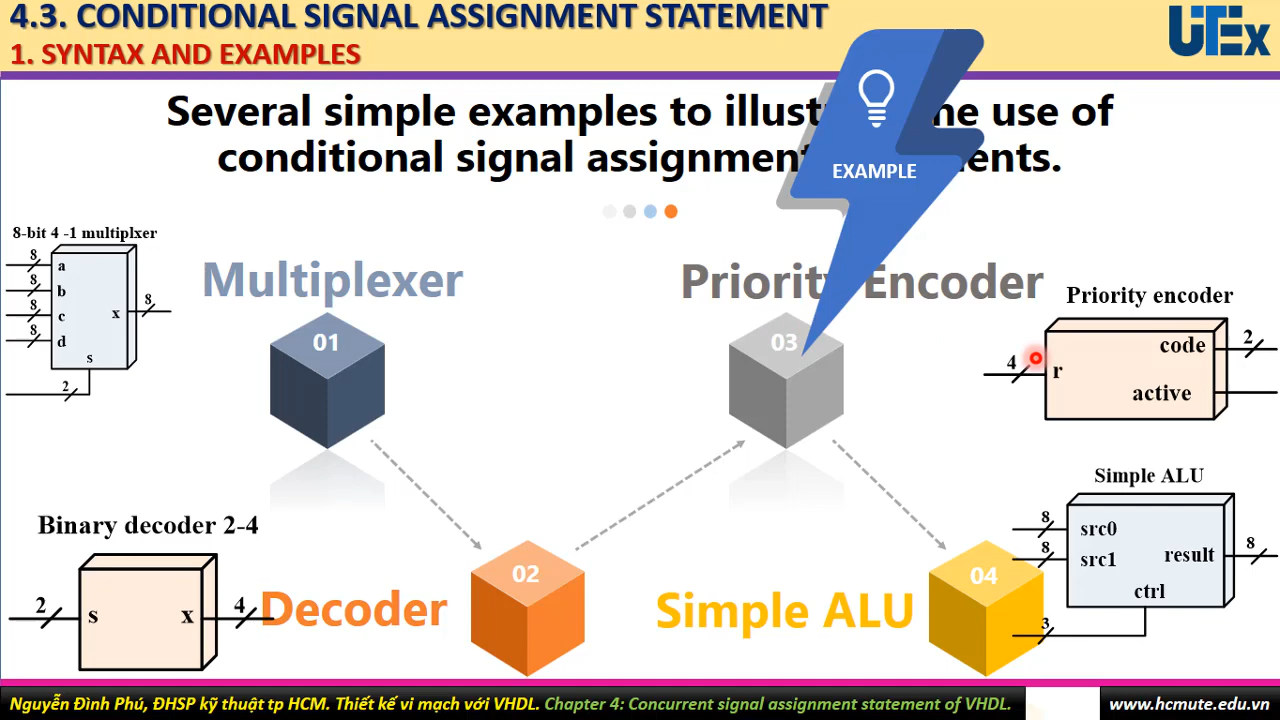 4.3. CONDITIONAL SIGNAL ASSIGNMENT STATEMENT
1. SYNTAX AND EXAMPLES
UTEx
Several simple examples to illust he use of
conditional signal assignment ents.
EXAMPLE
8-bit 4 -1 multiplxer
8
a
8
b
8
c
8
d
x
8
s
2
Multiplexer
01
Priority Encoder
03
Priority encoder
4
r
code
2
active
Binary decoder 2-4
2
s
x
4
Decoder
02
Simple ALU
04
Simple ALU
8
src0
8
src1
result
8
ctrl
3
Nguyễn Đình Phú, ĐHSP kỹ thuật tp HCM. Thiết kế vi mạch với VHDL. Chapter 4: Concurrent signal assignment statement of VHDL.
www.hcmute.edu.vn